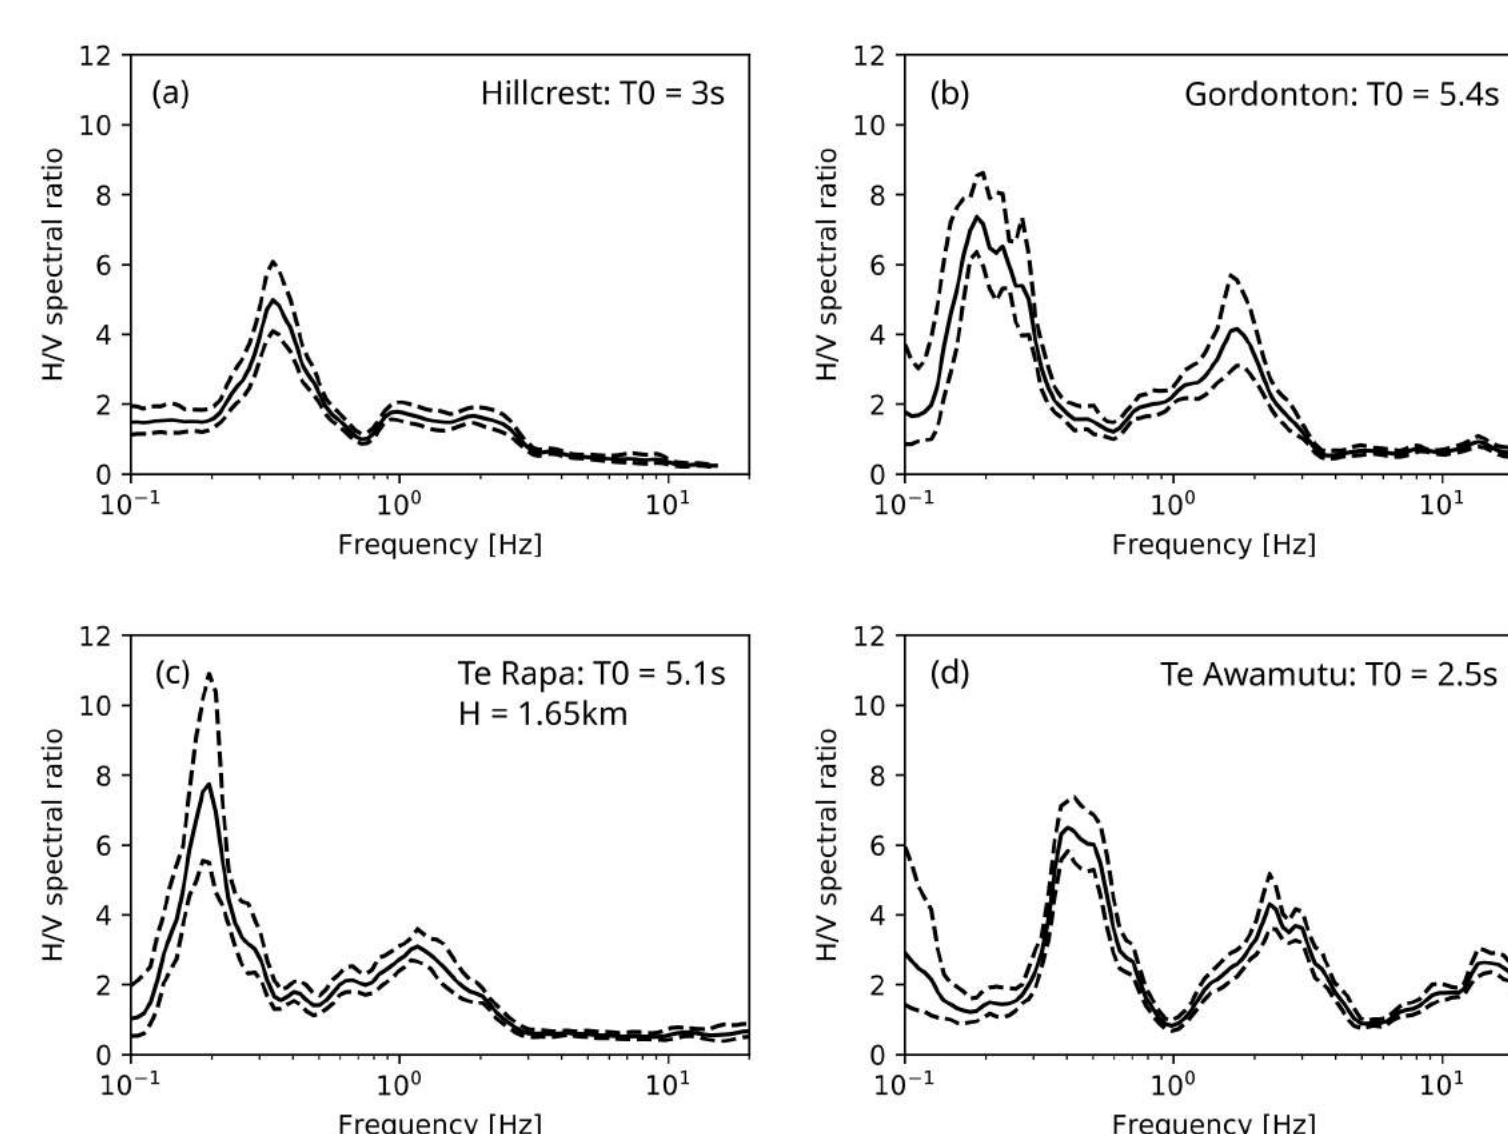 (a)
Hillcrest: T0 = 3s
12
10
8
6
4
2
0
H/V spectral ratio
10⁻¹
10⁰
10¹
Frequency [Hz]
(b)
Gordonton: T0 = 5.4s
12
10
8
6
4
2
0
H/V spectral ratio
10⁻¹
10⁰
10¹
Frequency [Hz]
(c)
Te Rapa: T0 = 5.1s
H = 1.65km
12
10
8
6
4
2
0
H/V spectral ratio
10⁻¹
10⁰
10¹
Frequency [Hz]
(d)
Te Awamutu: T0 = 2.5s
12
10
8
6
4
2
0
H/V spectral ratio
10⁻¹
10⁰
10¹
Frequency [Hz]